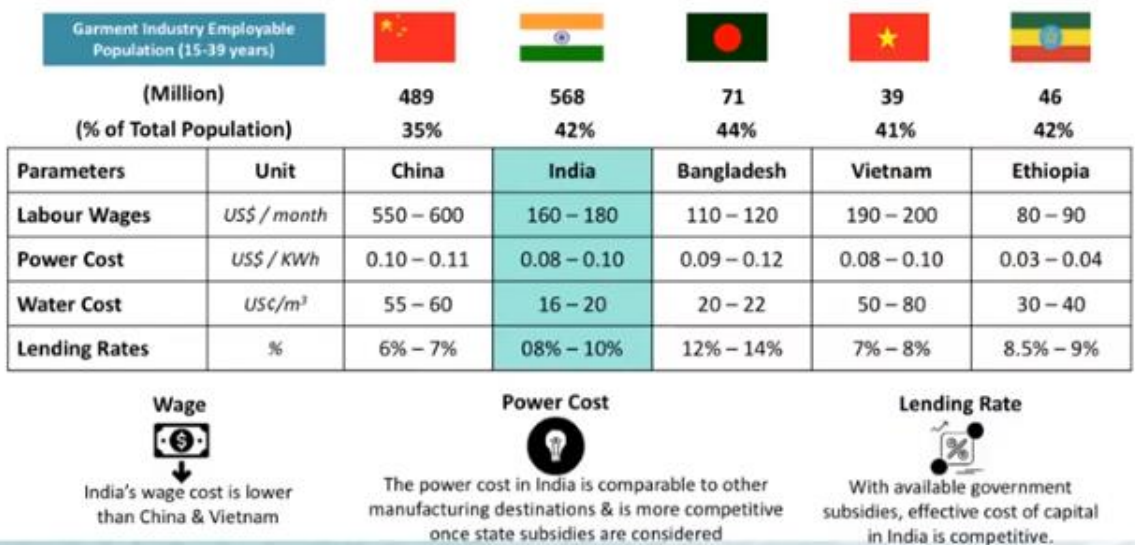 Garment Industry Employable
Population (15-39 years)
(Million) 489 568 71 39 46
(% of Total Population) 35% 42% 44% 41% 42%
Parameters Unit China India Bangladesh Vietnam Ethiopia
Labour Wages US$ / month 550 – 600 160 – 180 110 – 120 190 – 200 80 – 90
Power Cost US$ / KWh 0.10 – 0.11 0.08 – 0.10 0.09 – 0.12 0.08 – 0.10 0.03 – 0.04
Water Cost US¢/m³ 55 – 60 16 – 20 20 – 22 50 – 80 30 – 40
Lending Rates % 6% – 7% 08% – 10% 12% – 14% 7% – 8% 8.5% – 9%
Wage
India's wage cost is lower
than China & Vietnam
Power Cost
The power cost in India is comparable to other
manufacturing destinations & is more competitive
once state subsidies are considered
Lending Rate
With available government
subsidies, effective cost of capital
in India is competitive.